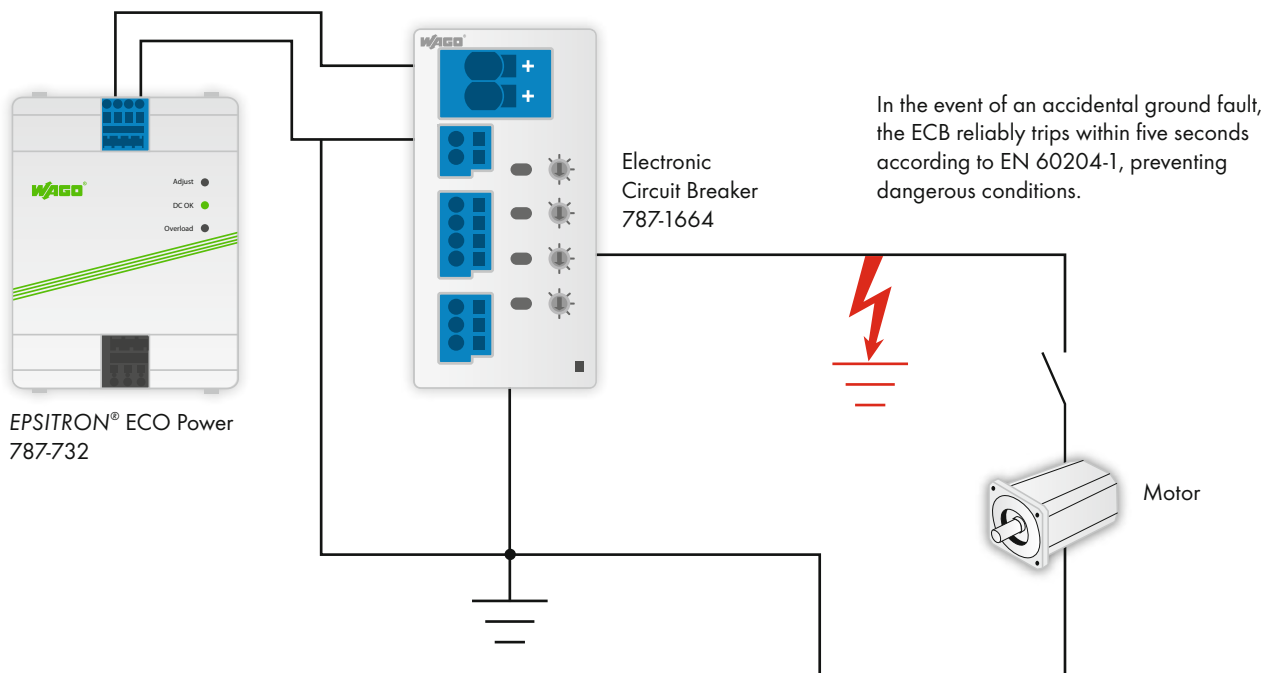 WAGO®
+
+
In the event of an accidental ground fault,
the ECB reliably trips within five seconds
according to EN 60204-1, preventing
dangerous conditions.
Electronic
Circuit Breaker
787-1664
WAGO®
Adjust
DC OK
Overload
EPSITRON® ECO Power
787-732
Motor